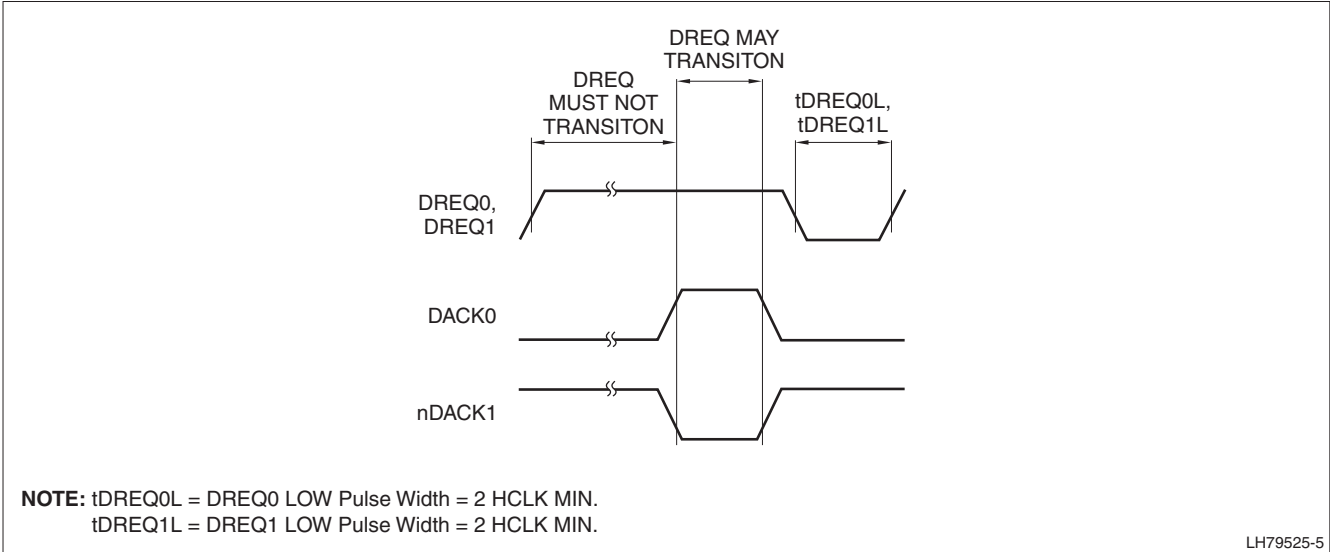 DREQ MAY
TRANSITON
DREQ
MUST NOT
TRANSITON
tDREQ0L,
tDREQ1L
DREQ0,
DREQ1
DACK0
nDACK1
NOTE: tDREQ0L = DREQ0 LOW Pulse Width = 2 HCLK MIN.
tDREQ1L = DREQ1 LOW Pulse Width = 2 HCLK MIN.
LH79525-5